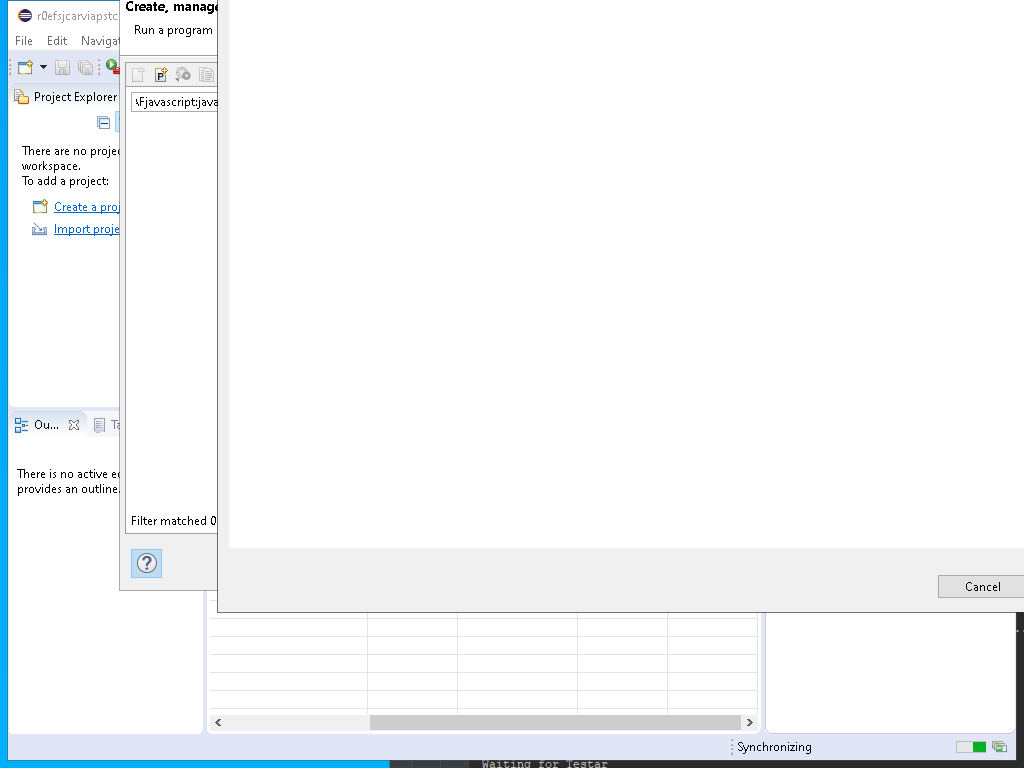 r0efsjcarviapstc
File Edit Navigat
Project Explorer
There are no projec
workspace.
To add a project:
Create a proj
Import proje
Ou...
Ta
There is no active ed
provides an outline.
Create, manage
Run a program
\Fjavascript:java
Filter matched 0
Cancel
Synchronizing
Waiting for Testar